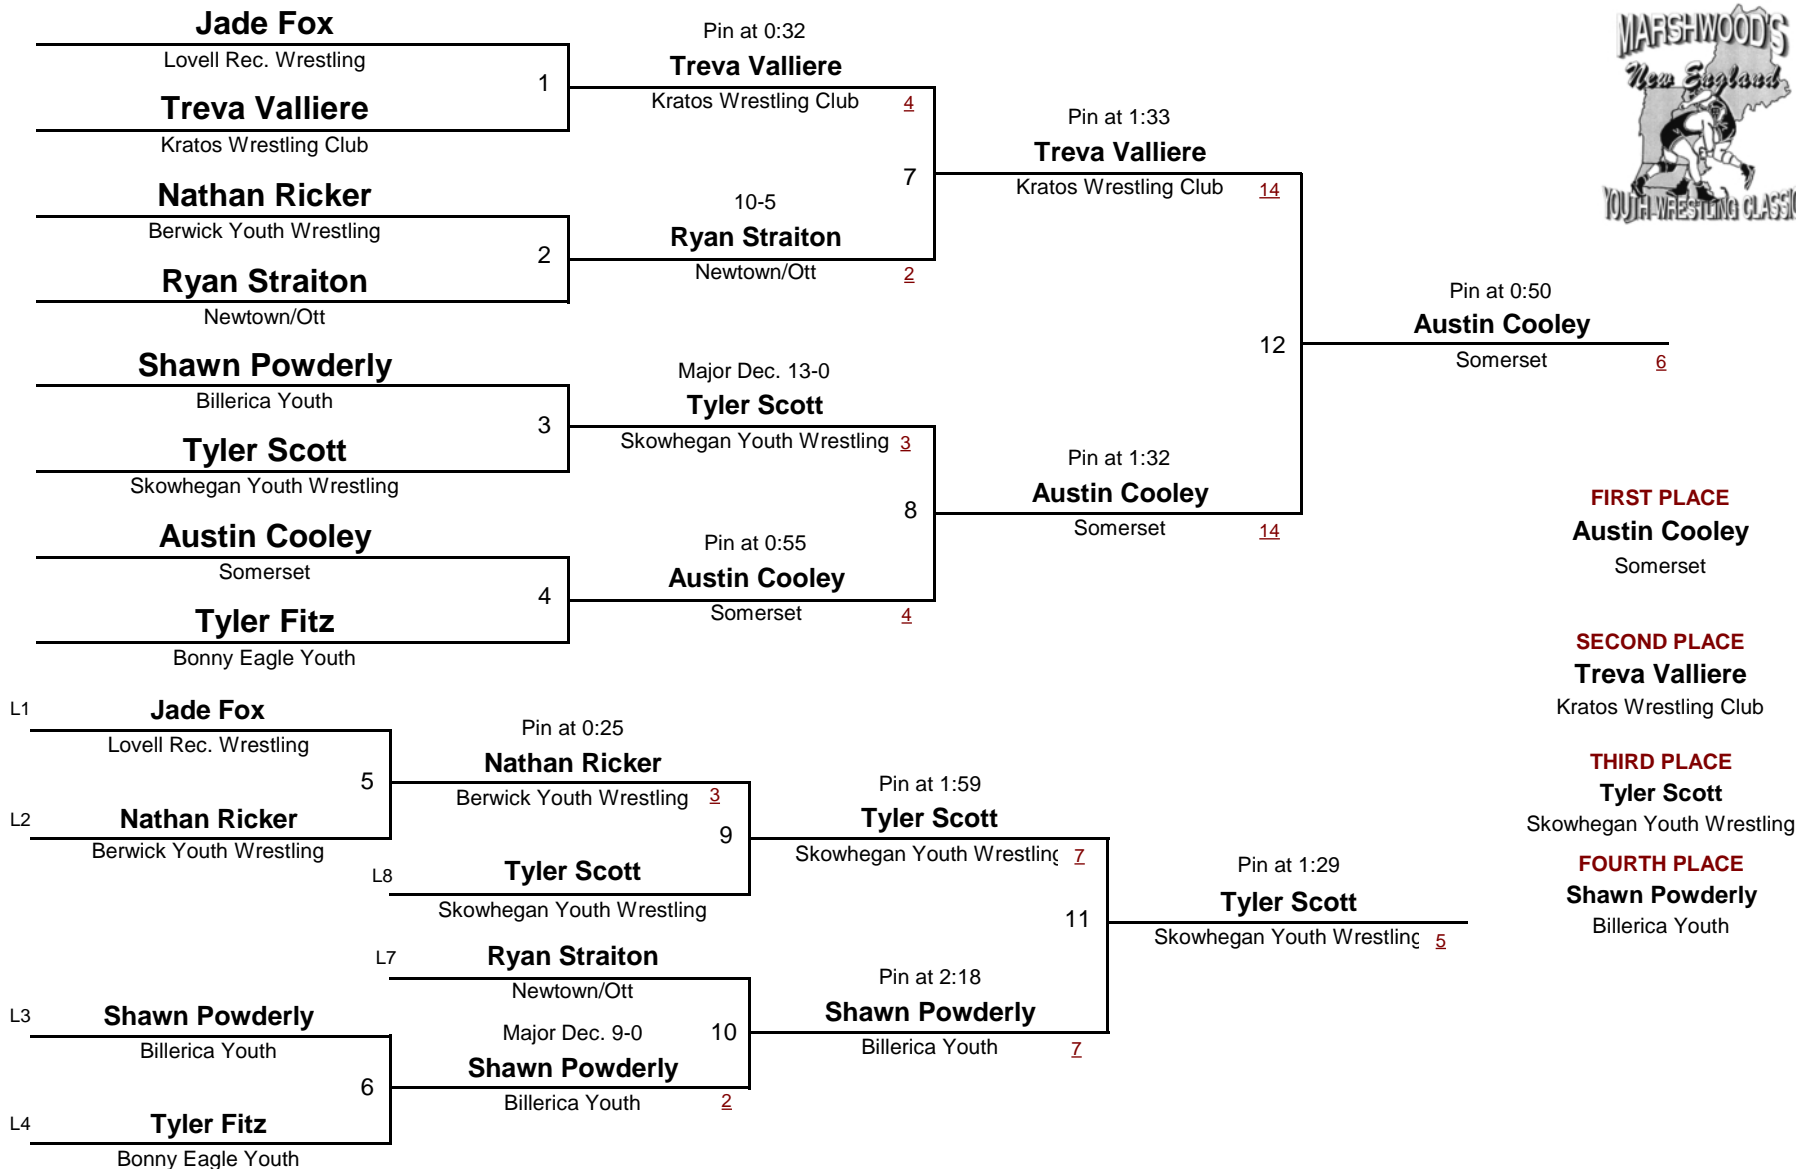 MARSHWOOD'S
New England
YOUTH WRESTLING CLASSIC
Jade Fox
Lovell Rec. Wrestling
1
Treva Valliere
Kratos Wrestling Club
Nathan Ricker
Berwick Youth Wrestling
2
Ryan Straiton
Newtown/Ott
Shawn Powderly
Billerica Youth
3
Tyler Scott
Skowhegan Youth Wrestling
Austin Cooley
Somerset
4
Tyler Fitz
Bonny Eagle Youth
Pin at 0:32
Treva Valliere
Kratos Wrestling Club 4
7
10-5
Ryan Straiton
Newtown/Ott 2
Major Dec. 13-0
Tyler Scott
Skowhegan Youth Wrestling 3
8
Pin at 0:55
Austin Cooley
Somerset 4
Pin at 1:33
Treva Valliere
Kratos Wrestling Club 14
12
Pin at 1:32
Austin Cooley
Somerset 14
Pin at 0:50
Austin Cooley
Somerset 6
L1 Jade Fox
Lovell Rec. Wrestling
5
L2 Nathan Ricker
Berwick Youth Wrestling
Pin at 0:25
Nathan Ricker
Berwick Youth Wrestling 3
9
L8 Tyler Scott
Skowhegan Youth Wrestling
L7 Ryan Straiton
Newtown/Ott
10
L3 Shawn Powderly
Billerica Youth
6
L4 Tyler Fitz
Bonny Eagle Youth
Major Dec. 9-0
Shawn Powderly
Billerica Youth 2
Pin at 1:59
Tyler Scott
Skowhegan Youth Wrestling 7
11
Pin at 2:18
Shawn Powderly
Billerica Youth 7
Pin at 1:29
Tyler Scott
Skowhegan Youth Wrestling 5
FIRST PLACE
Austin Cooley
Somerset
SECOND PLACE
Treva Valliere
Kratos Wrestling Club
THIRD PLACE
Tyler Scott
Skowhegan Youth Wrestling
FOURTH PLACE
Shawn Powderly
Billerica Youth